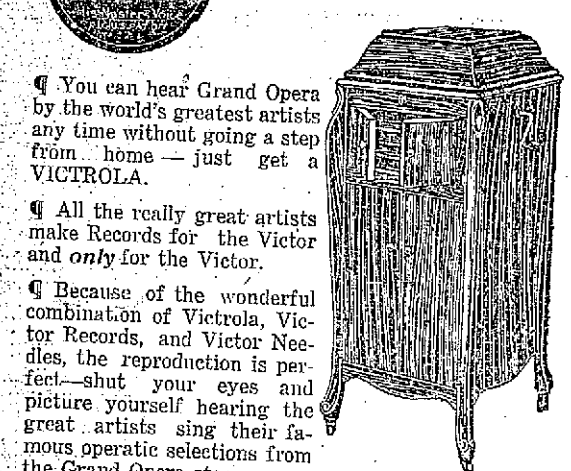 ¶ You can hear Grand Opera
by the world's greatest artists
any time without going a step
from home — just get a
VICTROLA.
¶ All the really great artists
make Records for the Victor
and only for the Victor.
¶ Because of the wonderful
combination of Victrola, Vic-
tor Records, and Victor Nee-
dles, the reproduction is per-
fect—shut your eyes and
picture yourself hearing the
great artists sing their fa-
mous operatic selections from
the Grand Opera